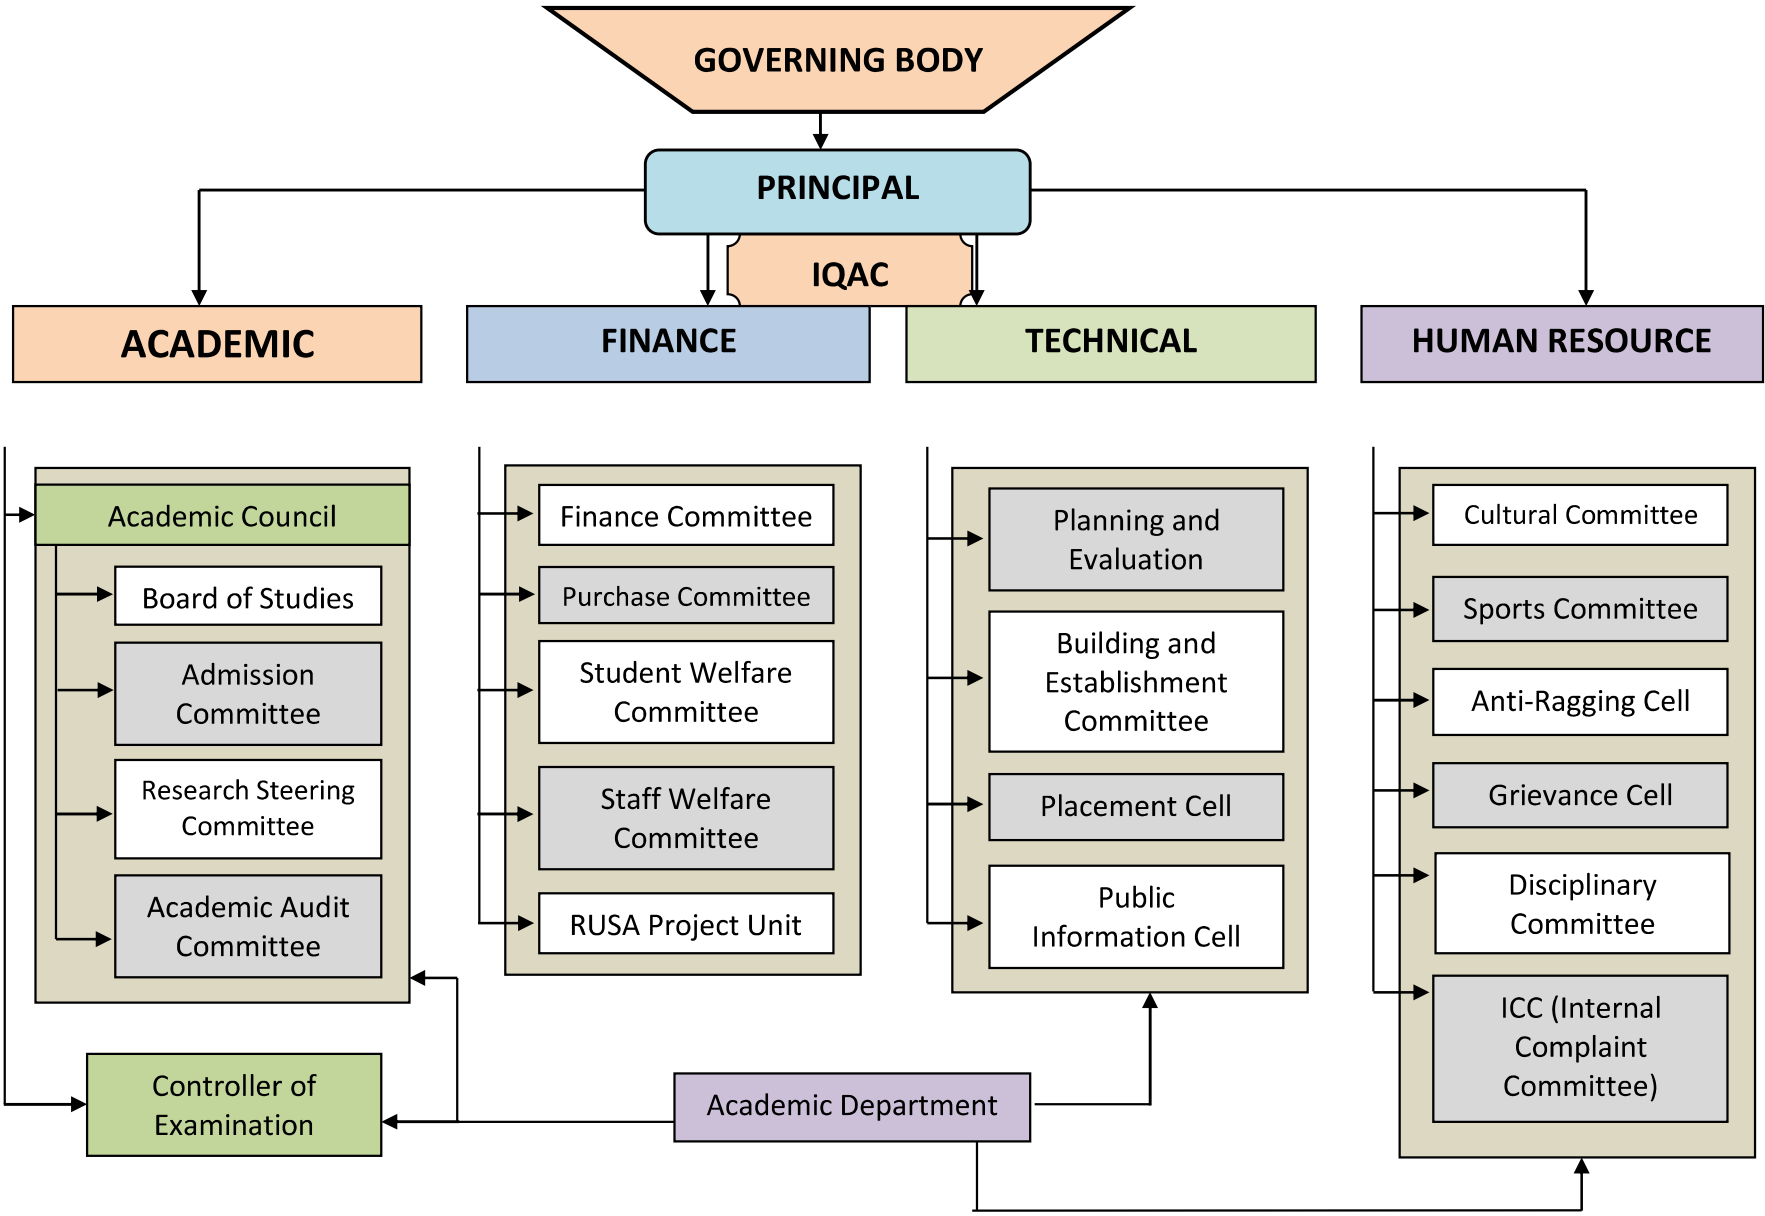 GOVERNING BODY
PRINCIPAL
IQAC
ACADEMIC
FINANCE
TECHNICAL
HUMAN RESOURCE
Academic Council
Board of Studies
Admission
Committee
Research Steering
Committee
Academic Audit
Committee
Controller of
Examination
Finance Committee
Purchase Committee
Student Welfare
Committee
Staff Welfare
Committee
RUSA Project Unit
Planning and
Evaluation
Building and
Establishment
Committee
Placement Cell
Public
Information Cell
Cultural Committee
Sports Committee
Anti-Ragging Cell
Grievance Cell
Disciplinary
Committee
ICC (Internal
Complaint
Committee)
Academic Department